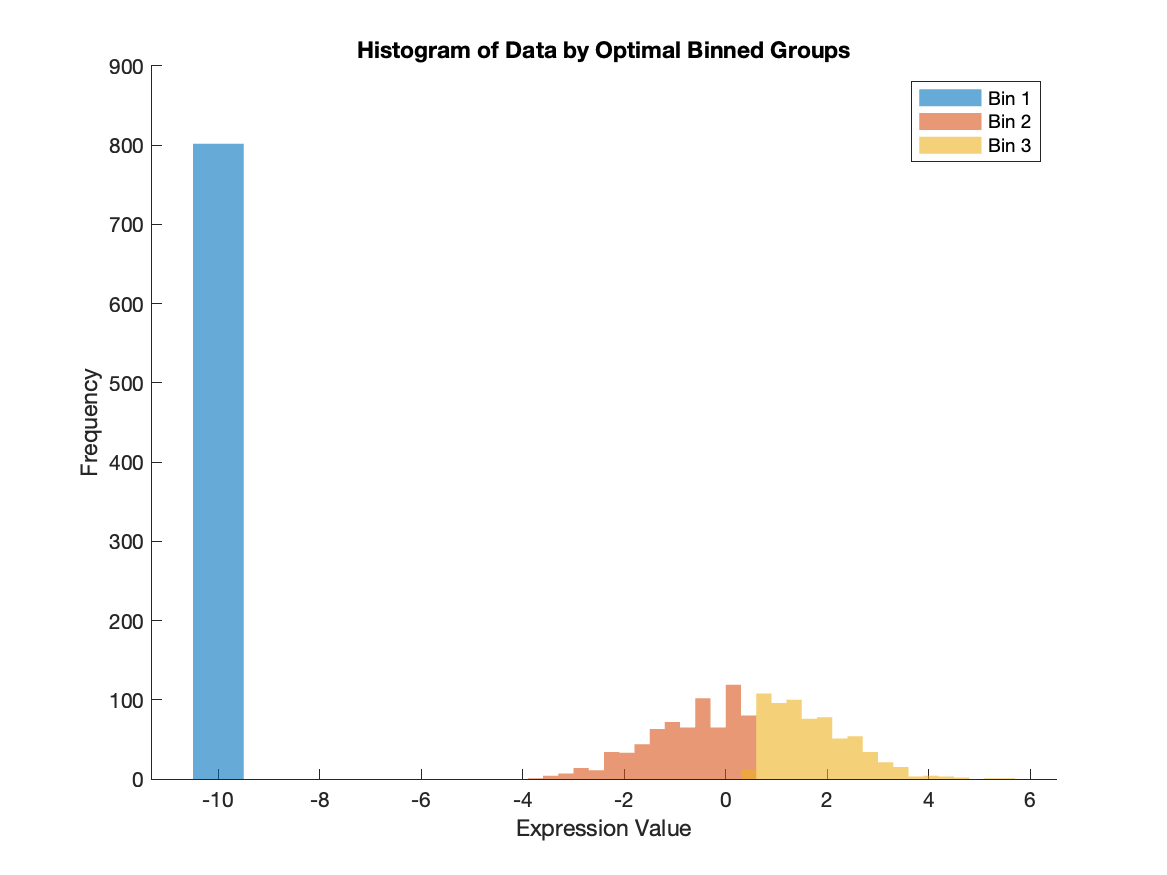 Histogram of Data by Optimal Binned Groups
Bin 1
Bin 2
Bin 3
Frequency
900
800
700
600
500
400
300
200
100
0
-10 -8 -6 -4 -2 0 2 4 6
Expression Value